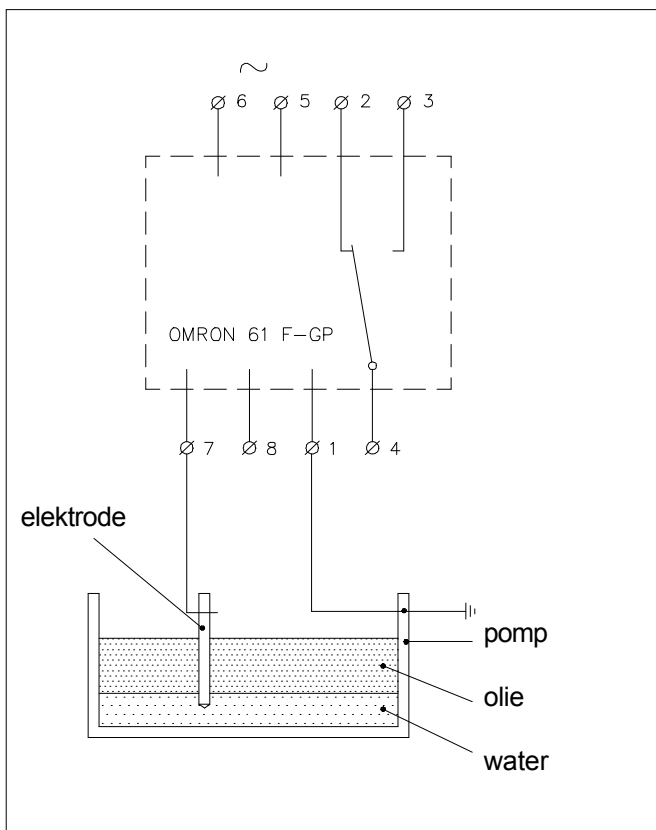 ~
6 5 2 3
OMRON 61 F-GP
7 8 1 4
elektrode
pomp
olie
water